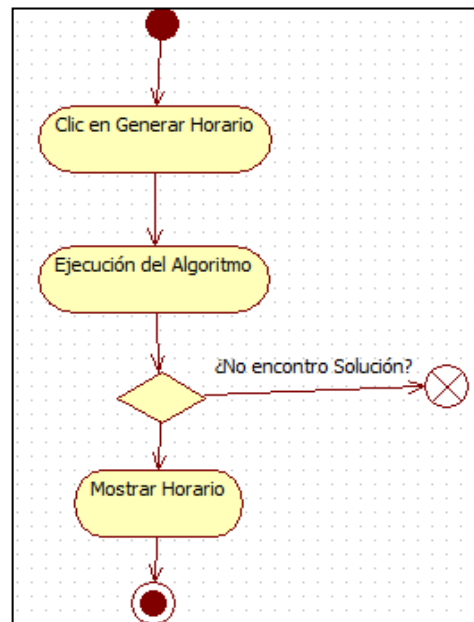 Clic en Generar Horario
Ejecución del Algoritmo
¿No encontro Solución?
Mostrar Horario